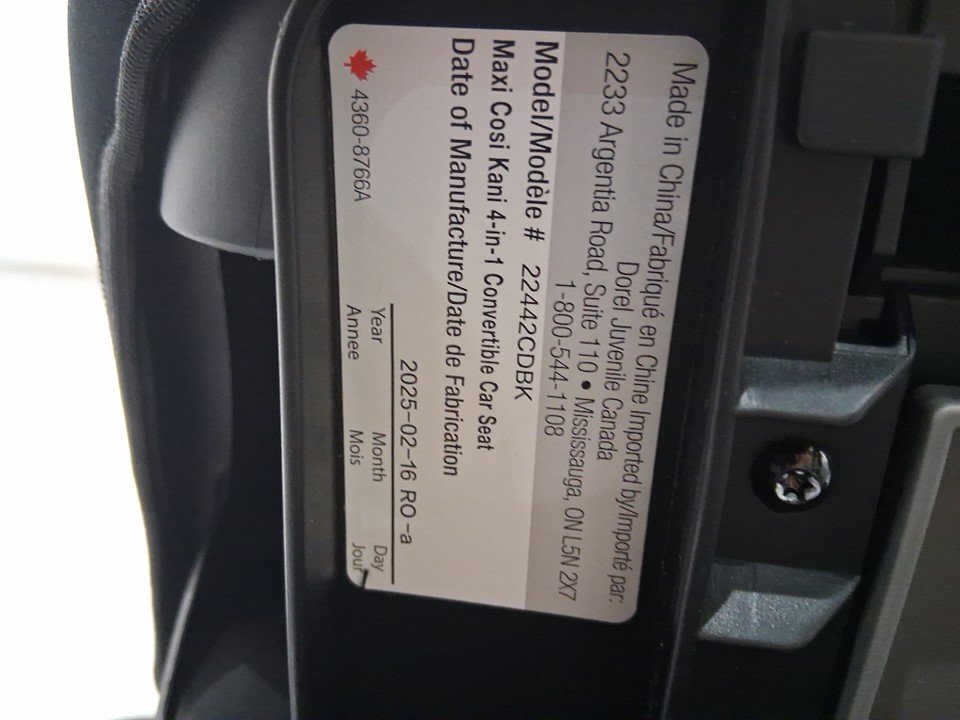 Made in China/Fabriqué en Chine Imported by/Importé par:
Dorel Juvenile Canada
2233 Argentia Road, Suite 110 • Mississauga, ON L5N 2X7
1-800-544-1108
Model/Modèle # 22442CDBK
Maxi Cosi Kani 4-in-1 Convertible Car Seat
Date of Manufacture/Date de Fabrication
2025-02-16 RO -a
Year Month Day
Annee Mois Jour
4360-8766A